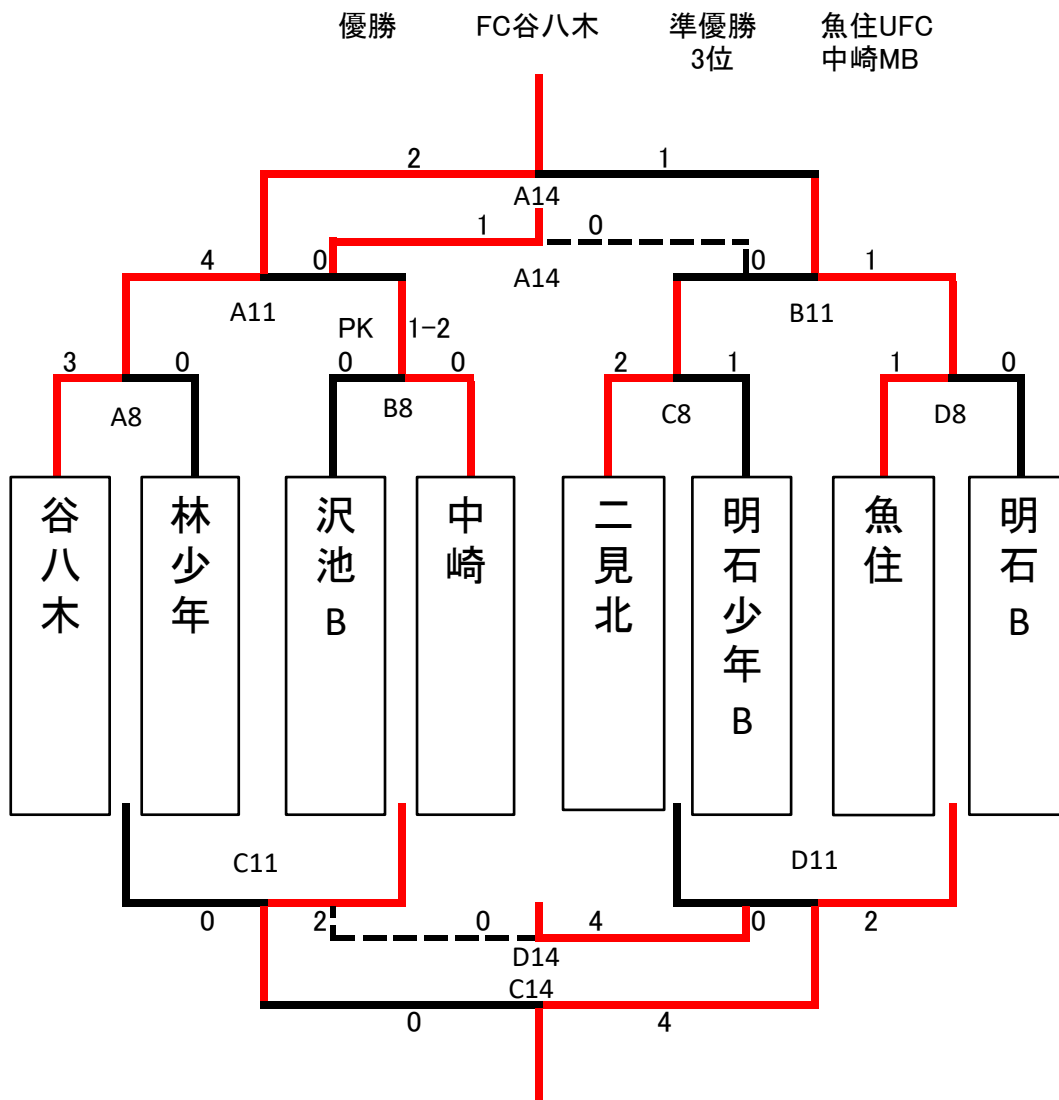 優勝 FC谷八木 準優勝 魚住UFC
3位 中崎MB
2 1
A14
1 0
4 0 A14 0 1
A11 B11
PK 1-2
3 0 0 0 2 1 1 0
A8 B8 C8 D8
谷八木
林少年
沢池B
中崎
二見北
明石少年B
魚住
明石B
C11 D11
0 2 0 4 0 2
D14
C14
0 4